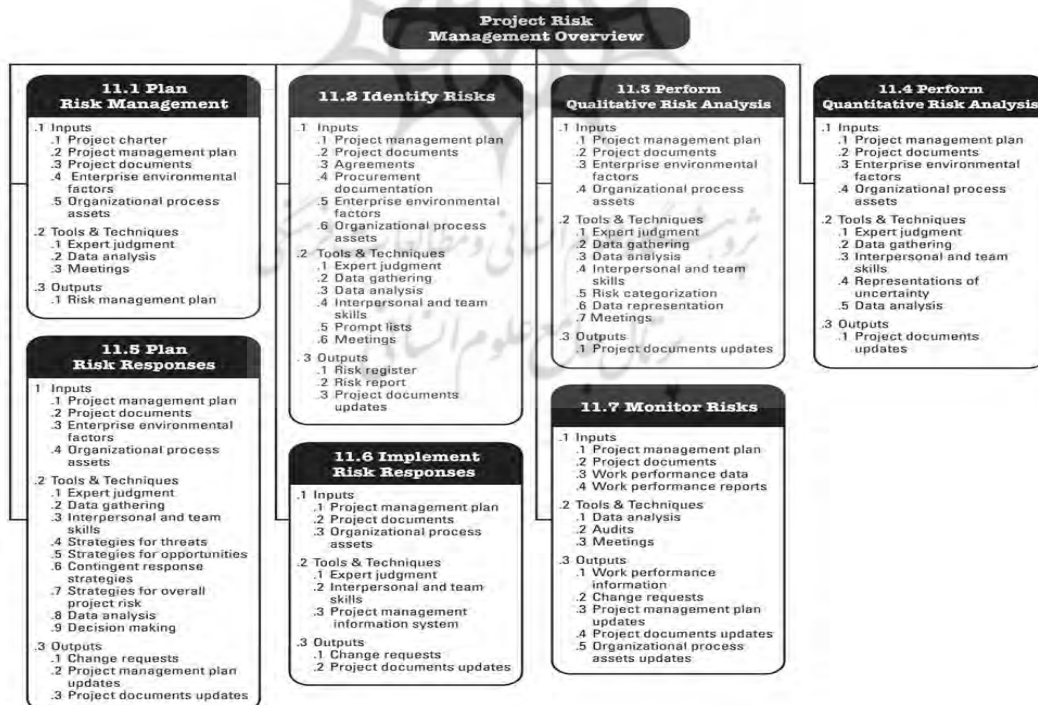 Project Risk
Management Overview
11.1 Plan
Risk Management
.1 Inputs
.1 Project charter
.2 Project management plan
.3 Project documents
.4 Enterprise environmental
factors
.5 Organizational process
assets
.2 Tools & Techniques
.1 Expert judgment
.2 Data analysis
.3 Meetings
.3 Outputs
.1 Risk management plan
11.2 Identify Risks
.1 Inputs
.1 Project management plan
.2 Project documents
.3 Agreements
.4 Procurement
documentation
.5 Enterprise environmental
factors
.6 Organizational process
assets
.2 Tools & Techniques
.1 Expert judgment
.2 Data gathering
.3 Data analysis
.4 Interpersonal and team
skills
.5 Prompt lists
.6 Meetings
.3 Outputs
.1 Risk register
.2 Risk report
.3 Project documents
updates
11.3 Perform
Qualitative Risk Analysis
.1 Inputs
.1 Project management plan
.2 Project documents
.3 Enterprise environmental
factors
.4 Organizational process
assets
.2 Tools & Techniques
.1 Expert judgment
.2 Data gathering
.3 Data analysis
.4 Interpersonal and team
skills
.5 Risk categorization
.6 Data representation
.7 Meetings
.3 Outputs
.1 Project documents updates
11.4 Perform
Quantitative Risk Analysis
.1 Inputs
.1 Project management plan
.2 Project documents
.3 Enterprise environmental
factors
.4 Organizational process
assets
.2 Tools & Techniques
.1 Expert judgment
.2 Data gathering
.3 Interpersonal and team
skills
.4 Representations of
uncertainty
.5 Data analysis
.3 Outputs
.1 Project documents
updates
11.5 Plan
Risk Responses
1 Inputs
.1 Project management plan
.2 Project documents
.3 Enterprise environmental
factors
.4 Organizational process
assets
.2 Tools & Techniques
.1 Expert judgment
.2 Data gathering
.3 Interpersonal and team
skills
.4 Strategies for threats
.5 Strategies for opportunities
.6 Contingent response
strategies
.7 Strategies for overall
project risk
.8 Data analysis
.9 Decision making
.3 Outputs
.1 Change requests
.2 Project management plan
updates
.3 Project documents updates
11.6 Implement
Risk Responses
.1 Inputs
.1 Project management plan
.2 Project documents
.3 Organizational process
assets
.2 Tools & Techniques
.1 Expert judgment
.2 Interpersonal and team
skills
.3 Project management
information system
.3 Outputs
.1 Change requests
.2 Project documents updates
11.7 Monitor Risks
.1 Inputs
.1 Project management plan
.2 Project documents
.3 Work performance data
.4 Work performance reports
.2 Tools & Techniques
.1 Data analysis
.2 Audits
.3 Meetings
.3 Outputs
.1 Work performance
information
.2 Change requests
.3 Project management plan
updates
.4 Project documents updates
.5 Organizational process
assets updates
پژوهشگاه علوم انسانی و مطالعات فرهنگی
پرتال جامع علوم انسانی